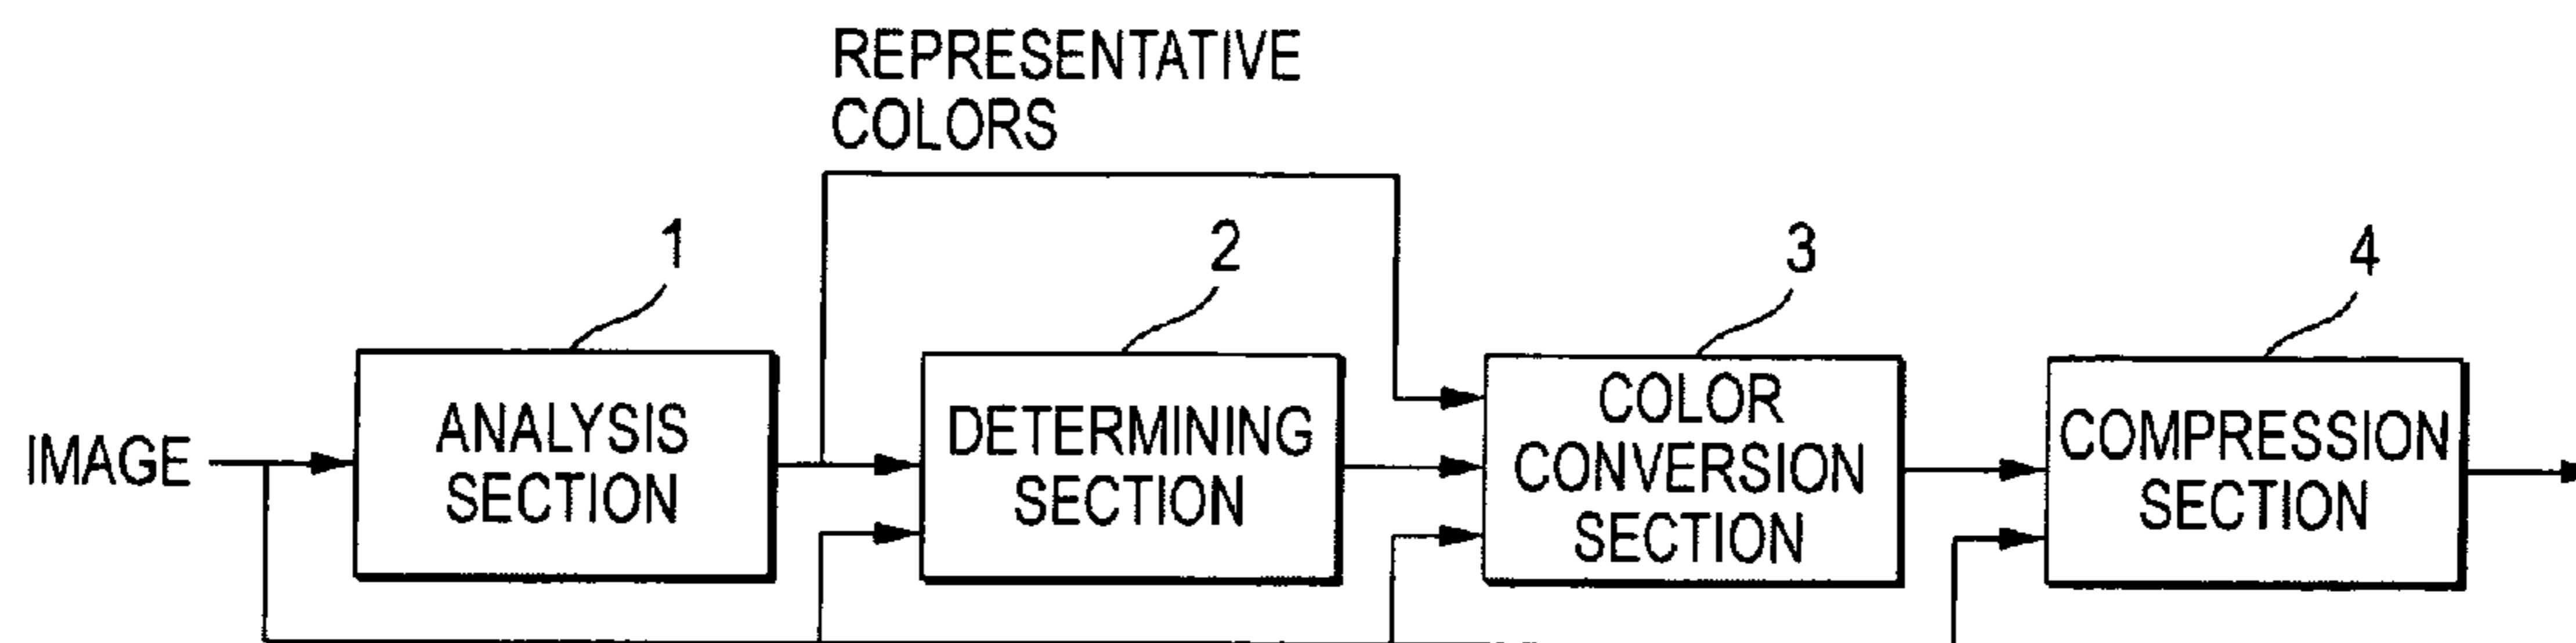 REPRESENTATIVE
COLORS
1
2
3
4
IMAGE
ANALYSIS
SECTION
DETERMINING
SECTION
COLOR
CONVERSION
SECTION
COMPRESSION
SECTION